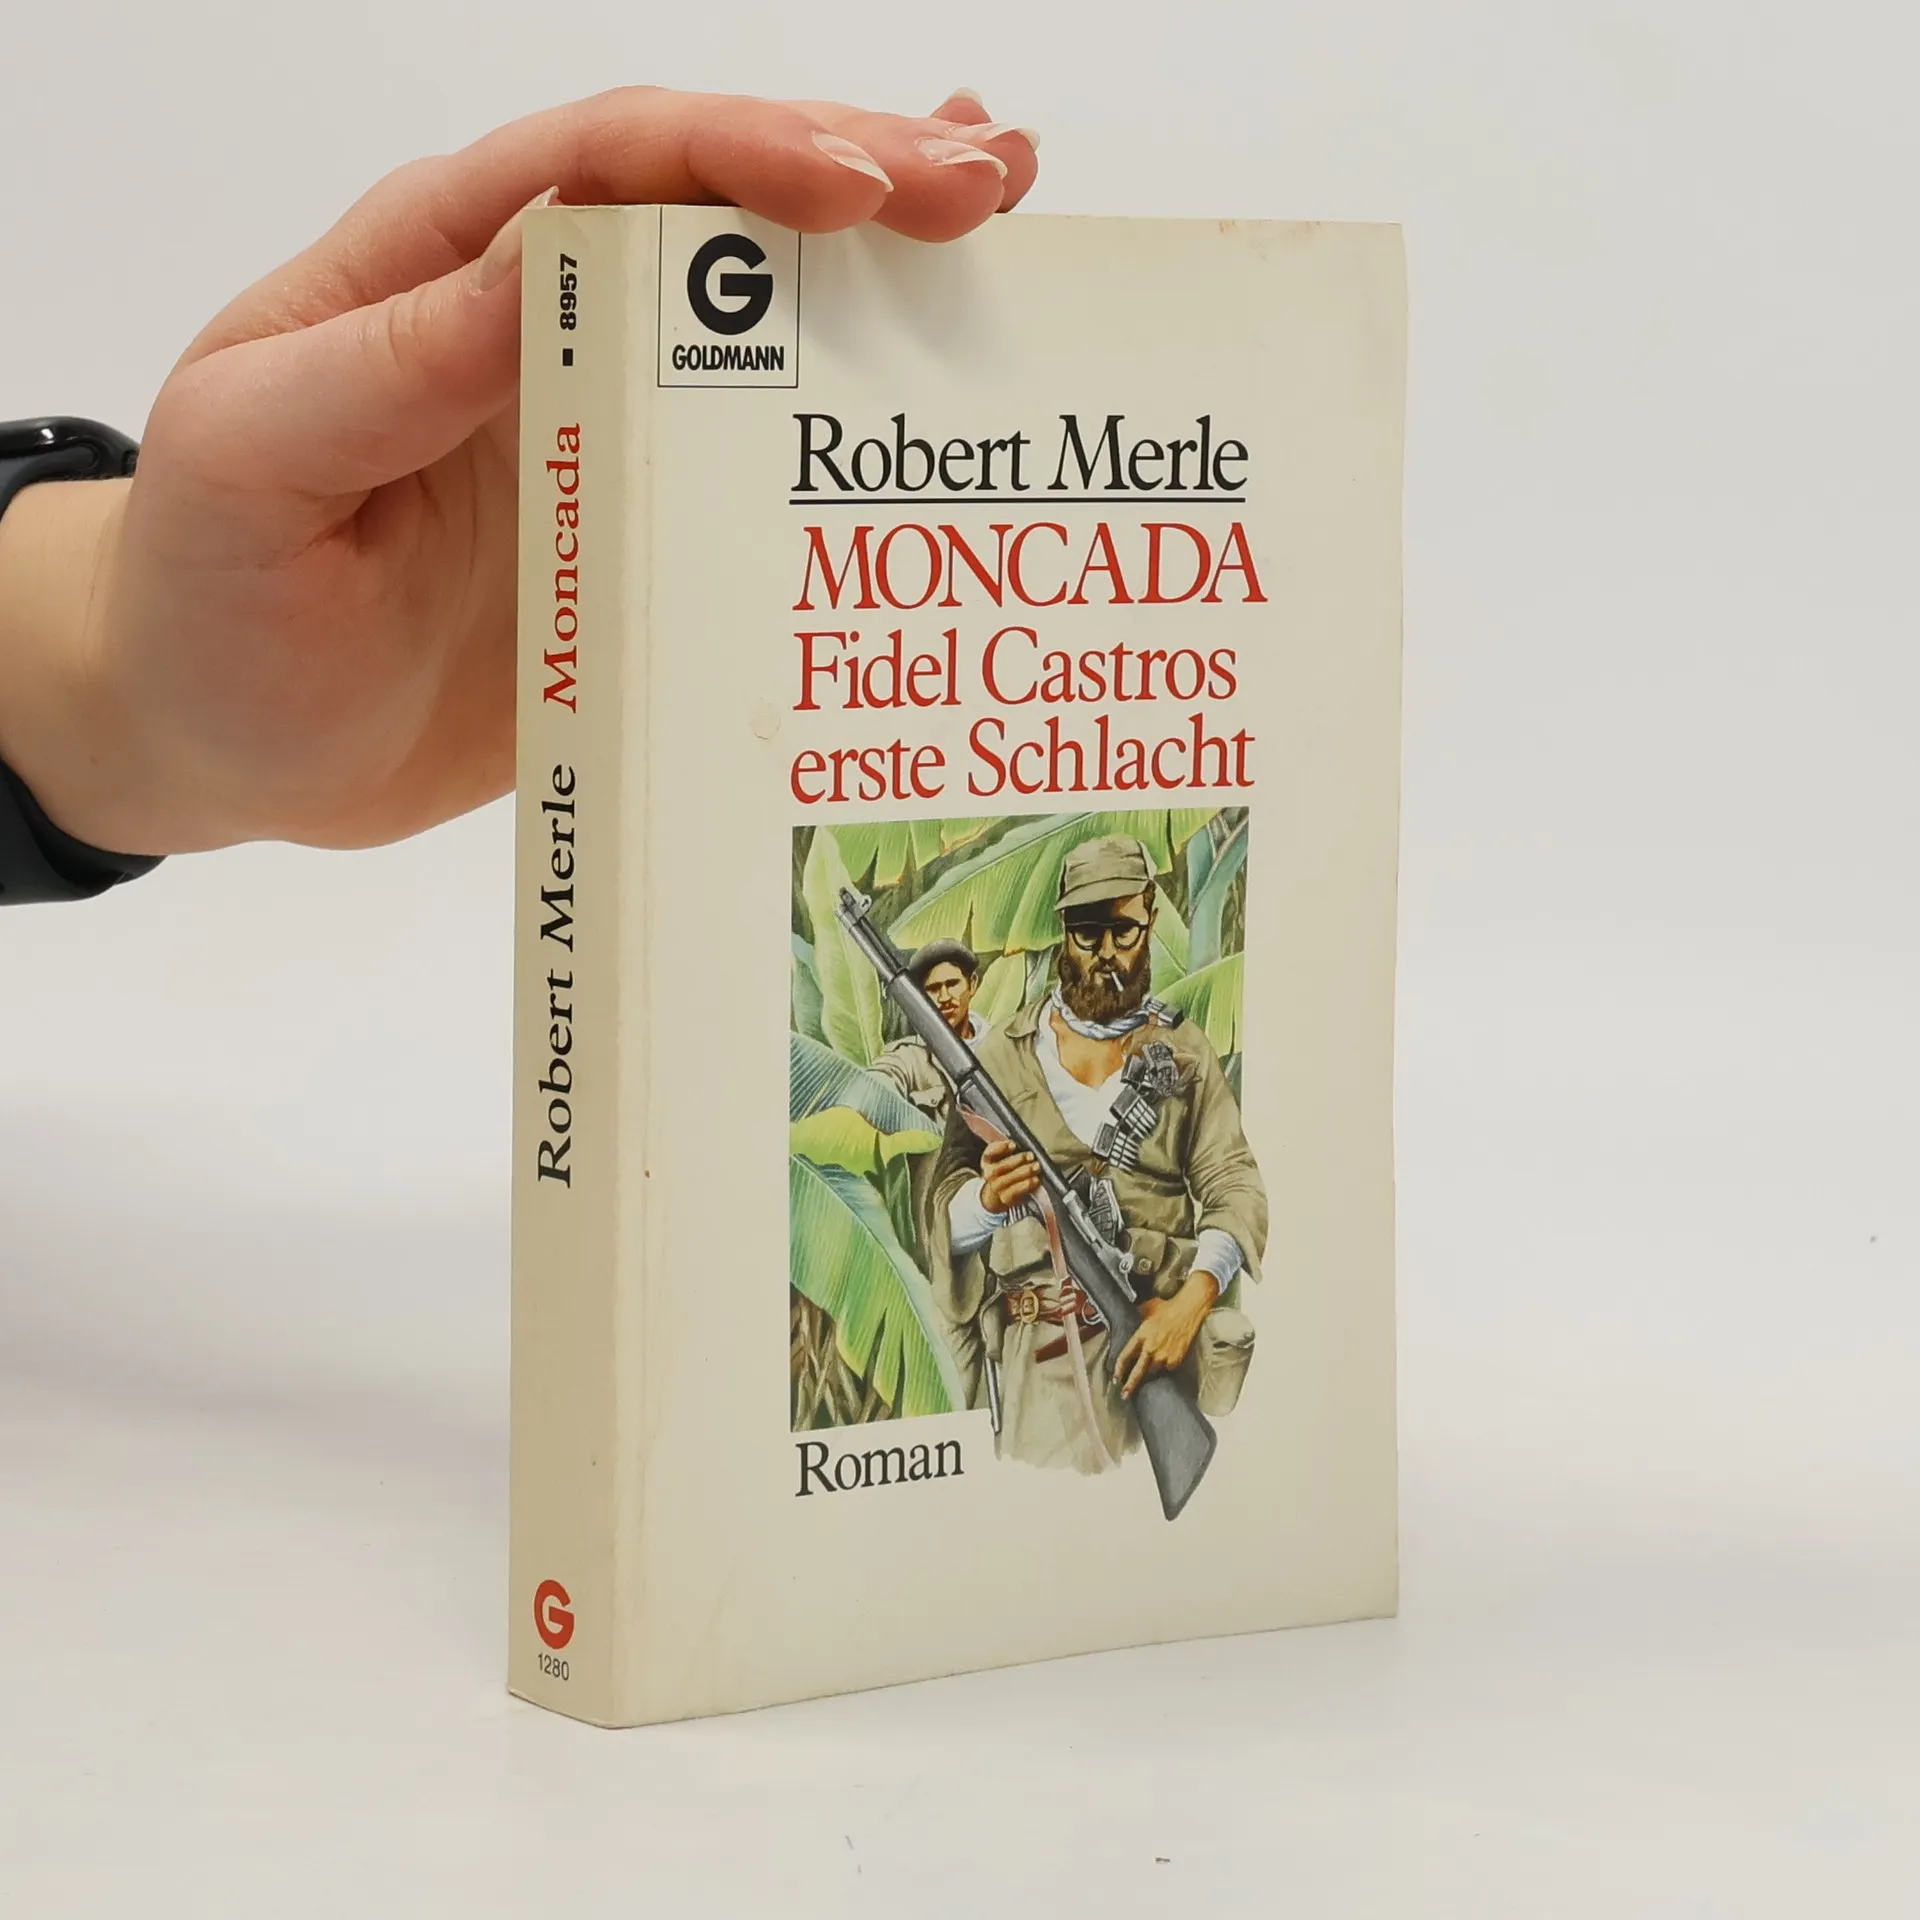 8957
Robert Merle Moncada
G
1280
G
GOLDMANN
Robert Merle
MONCADA
Fidel Castros
erste Schlacht
Roman